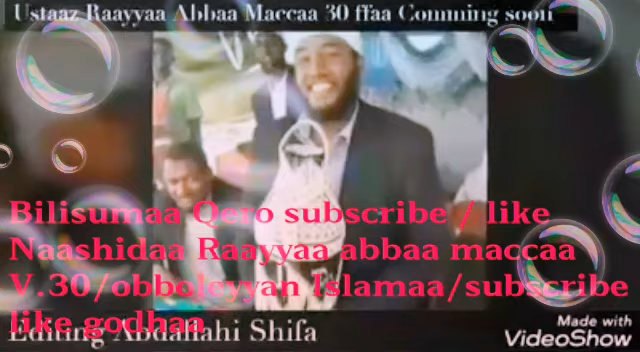 Ustaaz Raayyaa Abbaa Maccaa 30 ffaa Comming soon
Bilisumaa Qero subscribe / like
Naashidaa Raayyaa abbaa maccaa
V.30/obboleyyan Islamaa/subscribe
like godhaa
Editing Abdallahi Shifa
Made with
VideoShow